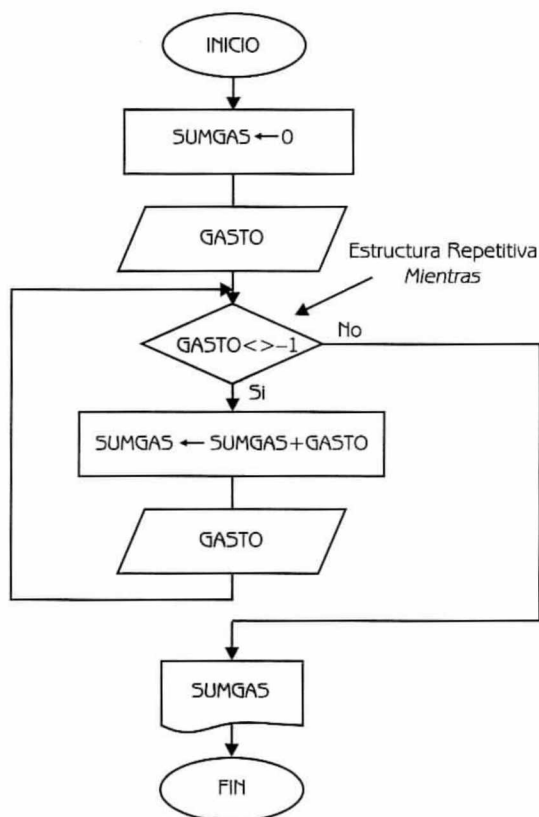 INICIO
SUMGAS ← 0
GASTO
Estructura Repetitiva
Mientras
GASTO<>–1
No
Si
SUMGAS ← SUMGAS+GASTO
GASTO
SUMGAS
FIN